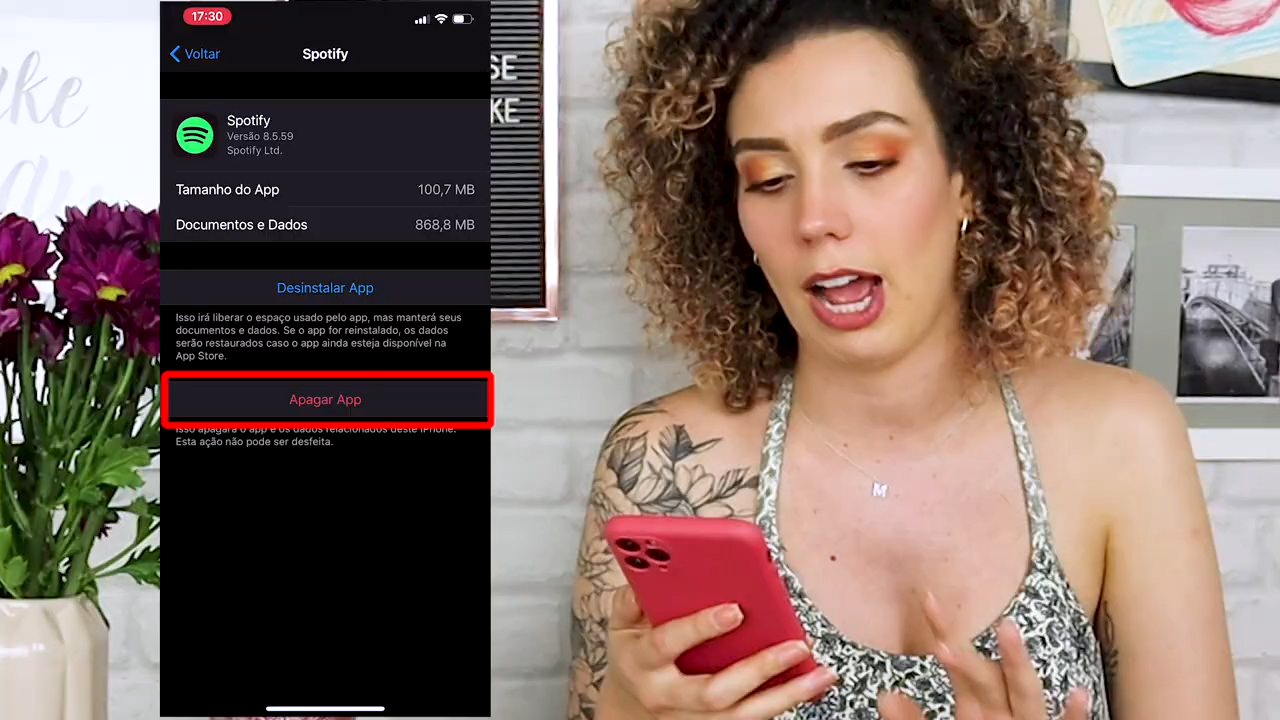 17:30
Voltar
Spotify
Spotify
Versão 8.5.59
Spotify Ltd.
Tamanho do App 100,7 MB
Documentos e Dados 868,8 MB
Desinstalar App
Isso irá liberar o espaço usado pelo app, mas manterá seus
documentos e dados. Se o app for reinstalado, os dados
serão restaurados caso o app ainda esteja disponível na
App Store.
Apagar App
Isso apagará o app e os dados relacionados deste iPhone.
Esta ação não pode ser desfeita.
SE
KE
M